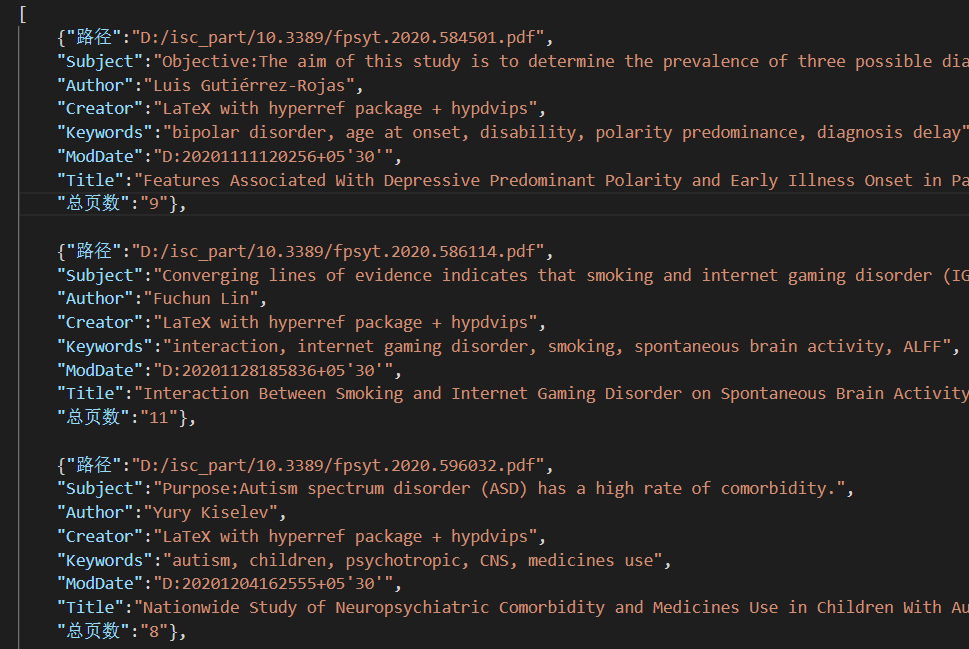 [
{"路径":"D:/isc_part/10.3389/fpsyt.2020.584501.pdf",
"Subject":"Objective:The aim of this study is to determine the prevalence of three possible dia
"Author":"Luis Gutiérrez-Rojas",
"Creator":"LaTeX with hyperref package + hypdvips",
"Keywords":"bipolar disorder, age at onset, disability, polarity predominance, diagnosis delay"
"ModDate":"D:20201111120256+05'30'",
"Title":"Features Associated With Depressive Predominant Polarity and Early Illness Onset in Pa
"总页数":"9"},
{"路径":"D:/isc_part/10.3389/fpsyt.2020.586114.pdf",
"Subject":"Converging lines of evidence indicates that smoking and internet gaming disorder (IG
"Author":"Fuchun Lin",
"Creator":"LaTeX with hyperref package + hypdvips",
"Keywords":"interaction, internet gaming disorder, smoking, spontaneous brain activity, ALFF",
"ModDate":"D:20201128185836+05'30'",
"Title":"Interaction Between Smoking and Internet Gaming Disorder on Spontaneous Brain Activity
"总页数":"11"},
{"路径":"D:/isc_part/10.3389/fpsyt.2020.596032.pdf",
"Subject":"Purpose:Autism spectrum disorder (ASD) has a high rate of comorbidity.",
"Author":"Yury Kiselev",
"Creator":"LaTeX with hyperref package + hypdvips",
"Keywords":"autism, children, psychotropic, CNS, medicines use",
"ModDate":"D:20201204162555+05'30'",
"Title":"Nationwide Study of Neuropsychiatric Comorbidity and Medicines Use in Children With Au
"总页数":"8"},